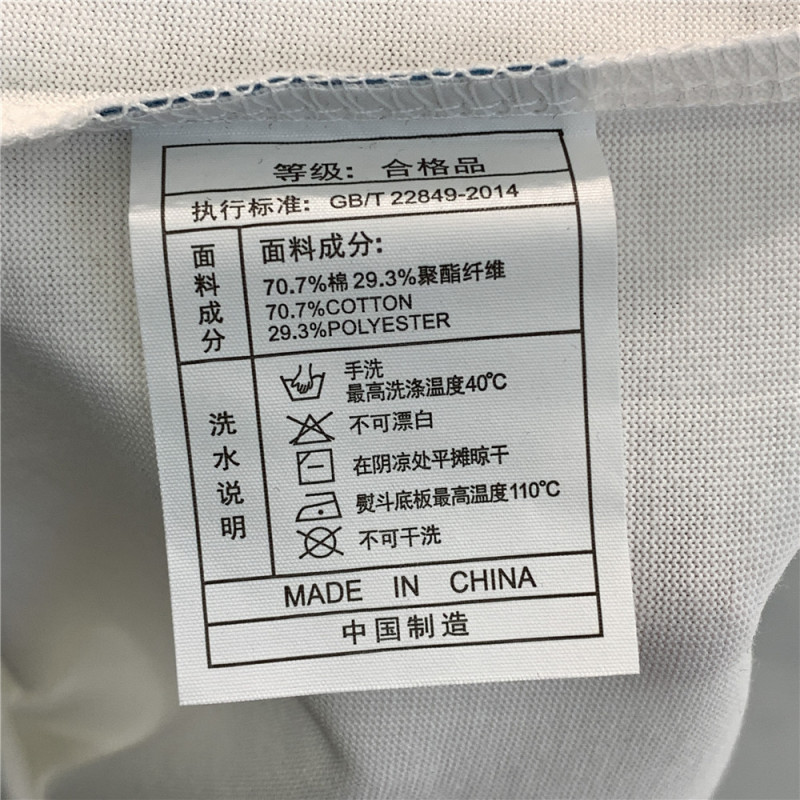 等级: 合格品
执行标准: GB/T 22849-2014
面料成分
面料成分:
70.7%棉 29.3%聚酯纤维
70.7%COTTON
29.3%POLYESTER
洗水说明
手洗
最高洗涤温度40℃
不可漂白
在阴凉处平摊晾干
熨斗底板最高温度110℃
不可干洗
MADE IN CHINA
中国制造